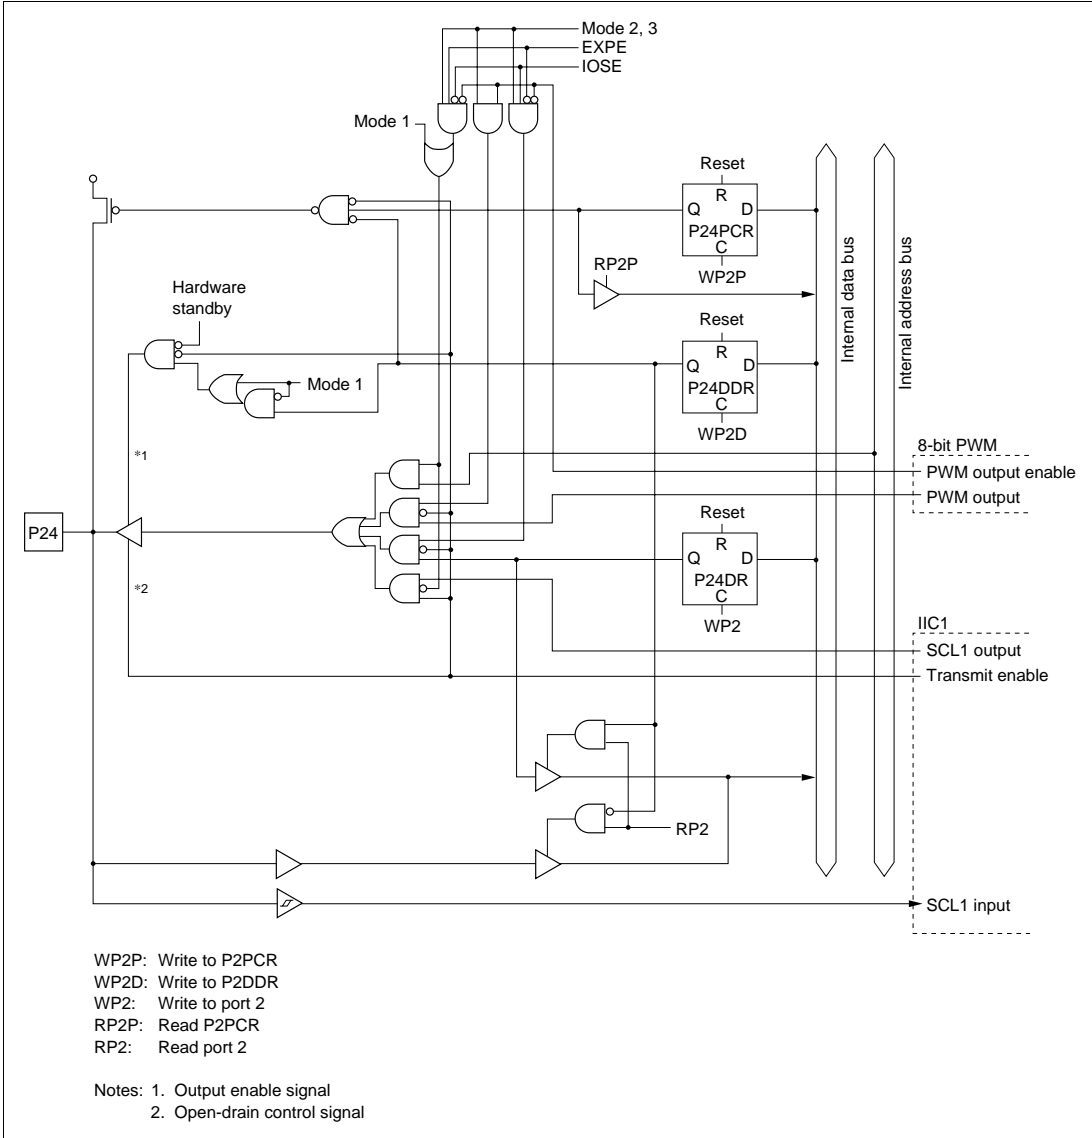 Mode 2, 3
EXPE
IOSE
Mode 1
Reset
R
Q D
P24PCR
C
WP2P
RP2P
Hardware
standby
Reset
R
Q D
P24DDR
C
WP2D
Mode 1
Internal data bus
Internal address bus
*1
8-bit PWM
PWM output enable
PWM output
P24
Reset
R
Q D
P24DR
C
WP2
*2
IIC1
SCL1 output
Transmit enable
RP2
SCL1 input
WP2P: Write to P2PCR
WP2D: Write to P2DDR
WP2: Write to port 2
RP2P: Read P2PCR
RP2: Read port 2
Notes: 1. Output enable signal
2. Open-drain control signal